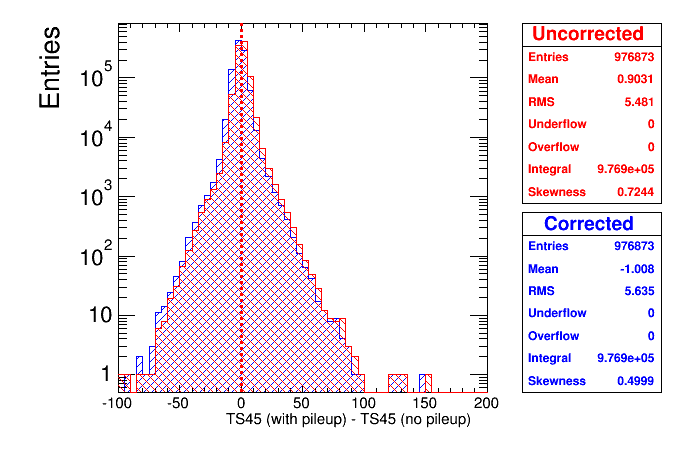 Entries
10^5
10^4
10^3
10^2
10
1
-100 -50 0 50 100 150 200
TS45 (with pileup) - TS45 (no pileup)
Uncorrected
Entries 976873
Mean 0.9031
RMS 5.481
Underflow 0
Overflow 0
Integral 9.769e+05
Skewness 0.7244
Corrected
Entries 976873
Mean -1.008
RMS 5.635
Underflow 0
Overflow 0
Integral 9.769e+05
Skewness 0.4999